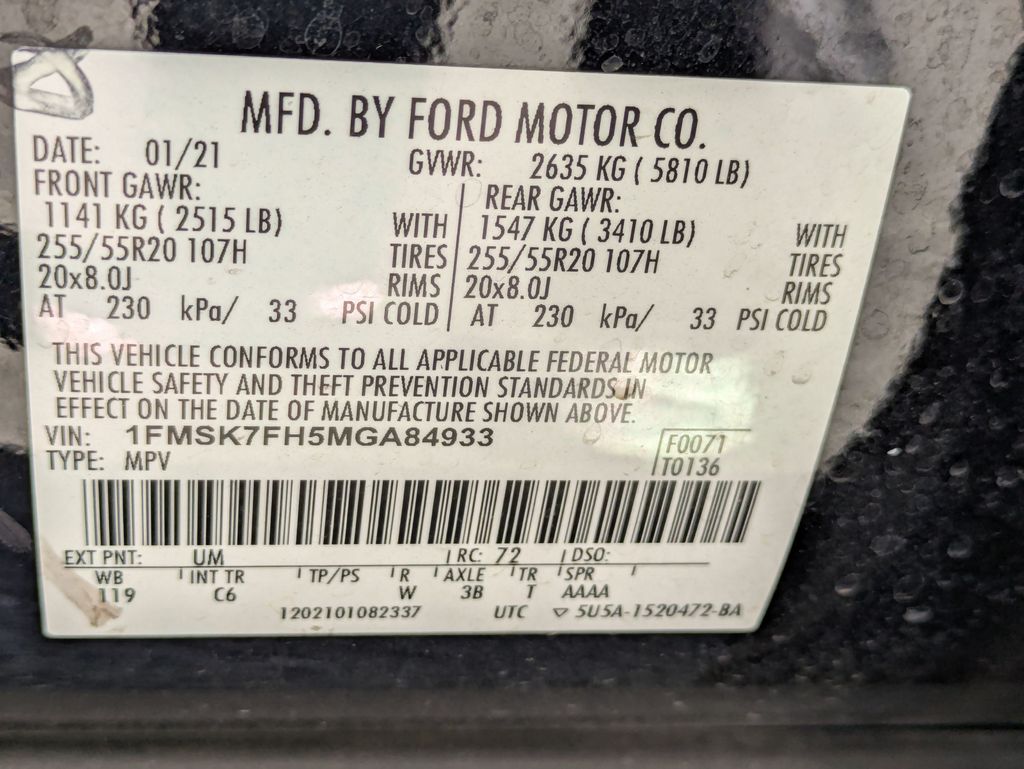 MFD. BY FORD MOTOR CO.
DATE: 01/21 GVWR: 2635 KG ( 5810 LB)
FRONT GAWR: REAR GAWR:
1141 KG ( 2515 LB) WITH 1547 KG ( 3410 LB) WITH
255/55R20 107H TIRES 255/55R20 107H TIRES
20x8.0J RIMS 20x8.0J RIMS
AT 230 kPa/ 33 PSI COLD AT 230 kPa/ 33 PSI COLD
THIS VEHICLE CONFORMS TO ALL APPLICABLE FEDERAL MOTOR
VEHICLE SAFETY AND THEFT PREVENTION STANDARDS IN
EFFECT ON THE DATE OF MANUFACTURE SHOWN ABOVE.
VIN: 1FMSK7FH5MGA84933 F0071
TYPE: MPV T0136
EXT PNT: UM RC: 72 DSO:
WB INT TR TP/PS R AXLE TR SPR
119 C6 W 3B T AAAA
1202101082337 UTC ▽ 5U5A-1520472-BA